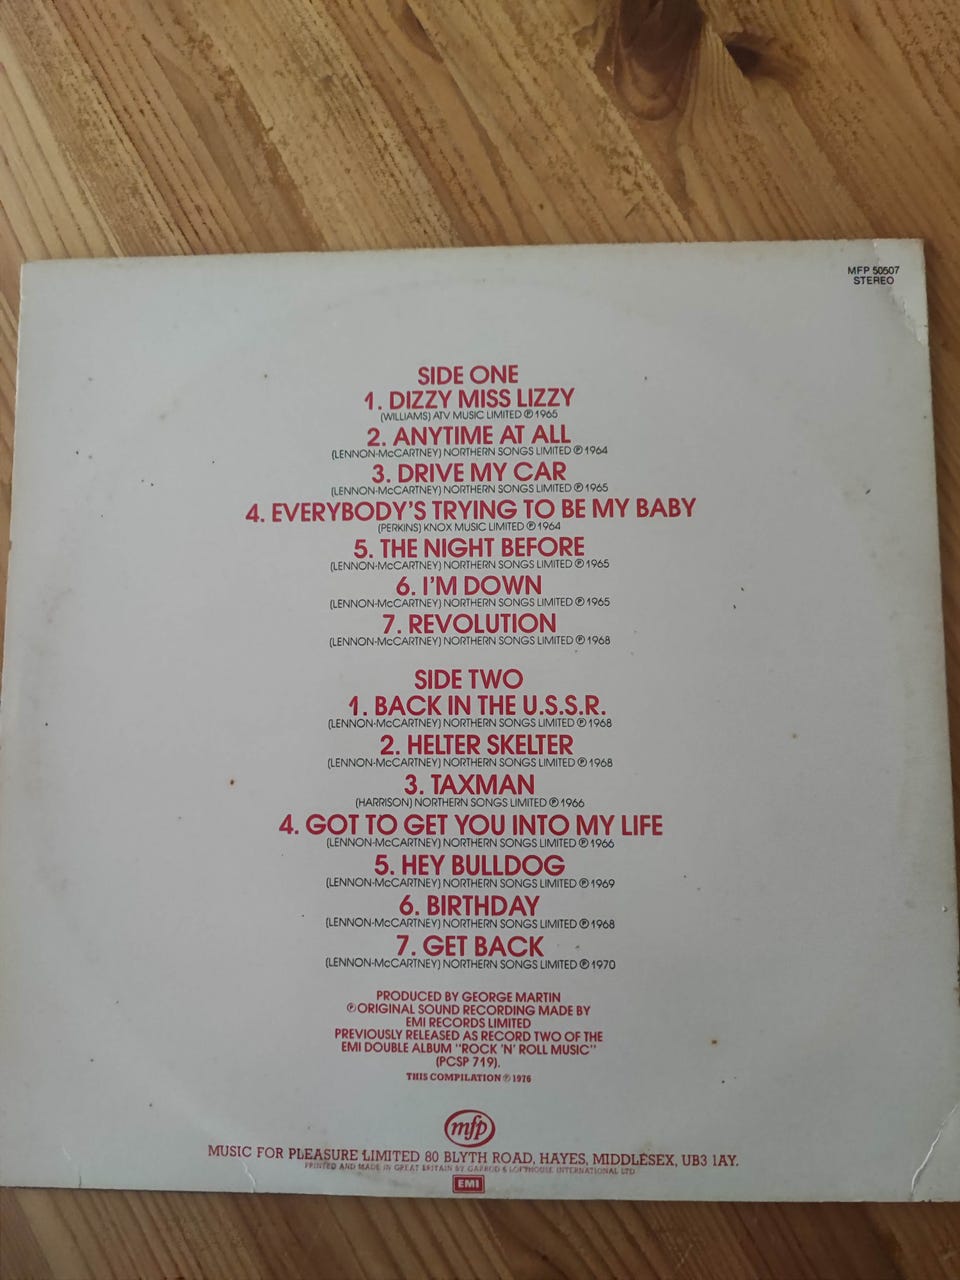 MFP 50507
STEREO
SIDE ONE
1. DIZZY MISS LIZZY
(WILLIAMS) ATV MUSIC LIMITED ℗ 1965
2. ANYTIME AT ALL
(LENNON-McCARTNEY) NORTHERN SONGS LIMITED ℗ 1964
3. DRIVE MY CAR
(LENNON-McCARTNEY) NORTHERN SONGS LIMITED ℗ 1965
4. EVERYBODY'S TRYING TO BE MY BABY
(PERKINS) KNOX MUSIC LIMITED ℗ 1964
5. THE NIGHT BEFORE
(LENNON-McCARTNEY) NORTHERN SONGS LIMITED ℗ 1965
6. I'M DOWN
(LENNON-McCARTNEY) NORTHERN SONGS LIMITED ℗ 1965
7. REVOLUTION
(LENNON-McCARTNEY) NORTHERN SONGS LIMITED ℗ 1968
SIDE TWO
1. BACK IN THE U.S.S.R.
(LENNON-McCARTNEY) NORTHERN SONGS LIMITED ℗ 1968
2. HELTER SKELTER
(LENNON-McCARTNEY) NORTHERN SONGS LIMITED ℗ 1968
3. TAXMAN
(HARRISON) NORTHERN SONGS LIMITED ℗ 1966
4. GOT TO GET YOU INTO MY LIFE
(LENNON-McCARTNEY) NORTHERN SONGS LIMITED ℗ 1966
5. HEY BULLDOG
(LENNON-McCARTNEY) NORTHERN SONGS LIMITED ℗ 1969
6. BIRTHDAY
(LENNON-McCARTNEY) NORTHERN SONGS LIMITED ℗ 1968
7. GET BACK
(LENNON-McCARTNEY) NORTHERN SONGS LIMITED ℗ 1970
PRODUCED BY GEORGE MARTIN
℗ ORIGINAL SOUND RECORDING MADE BY
EMI RECORDS LIMITED
PREVIOUSLY RELEASED AS RECORD TWO OF THE
EMI DOUBLE ALBUM "ROCK 'N' ROLL MUSIC"
(PCSP 719).
THIS COMPILATION ℗ 1976
mfp
MUSIC FOR PLEASURE LIMITED 80 BLYTH ROAD, HAYES, MIDDLESEX, UB3 1AY.
PRINTED AND MADE IN GREAT BRITAIN BY GARROD & LOFTHOUSE INTERNATIONAL LTD
EMI